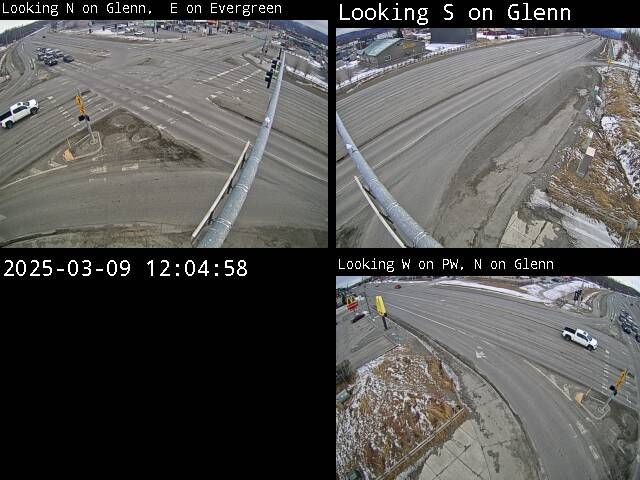 Looking N on Glenn,  E on Evergreen
Looking S on Glenn
2025-03-09 12:04:58
Looking W on PW, N on Glenn